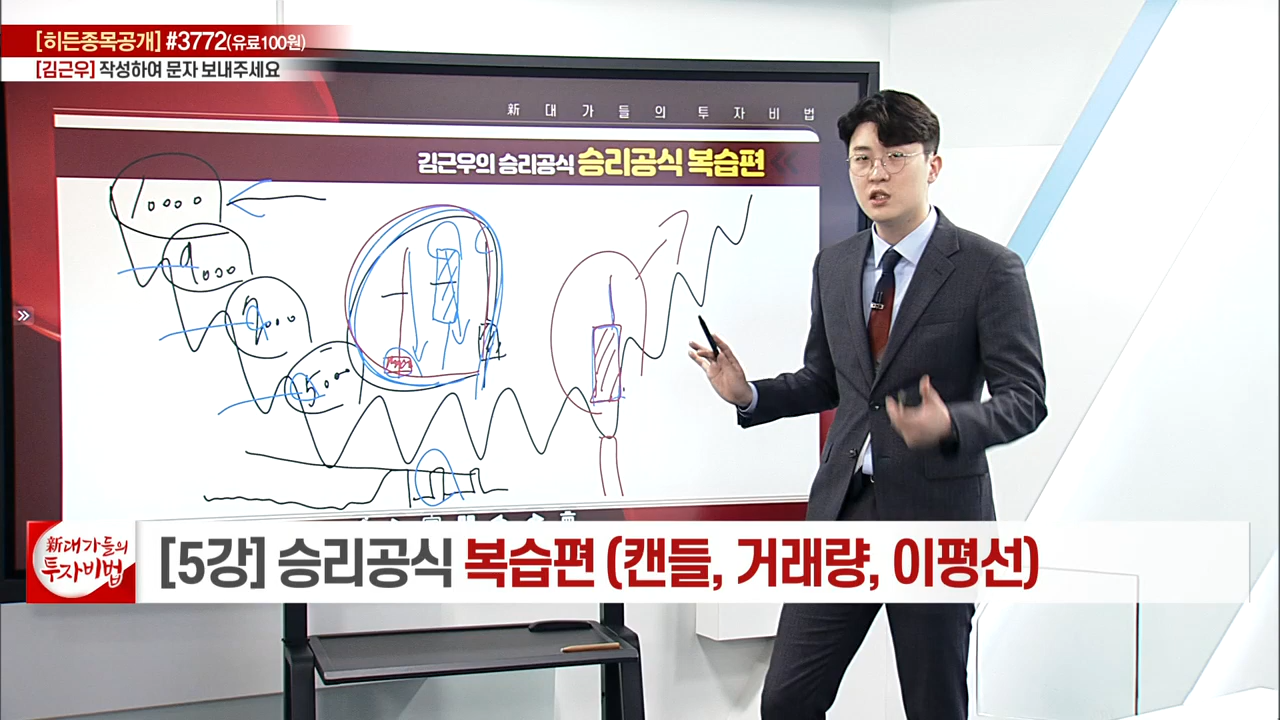 [히든종목공개] #3772(유료100원)
[김근우] 작성하여 문자 보내주세요
新 대가들의 투자비법
김근우의 승리공식 승리공식 복습편
10000
9000
5000
新대가들의
투자비법
[5강] 승리공식 복습편 (캔들, 거래량, 이평선)